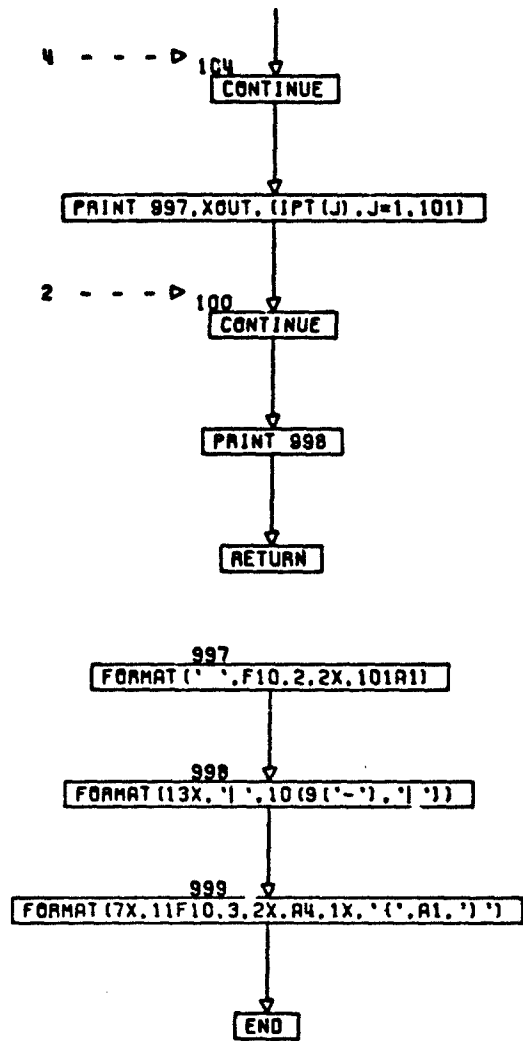 4 - - - ▷ 104
CONTINUE
PRINT 997,XOUT,(IPT(J),J=1,101)
2 - - - ▷ 100
CONTINUE
PRINT 998
RETURN
997
FORMAT(' ',F10.2,2X,101A1)
998
FORMAT(13X,'|',10(9('-'),'|'))
999
FORMAT(7X,11F10.3,2X,A4,1X,'(',A1,')')
END